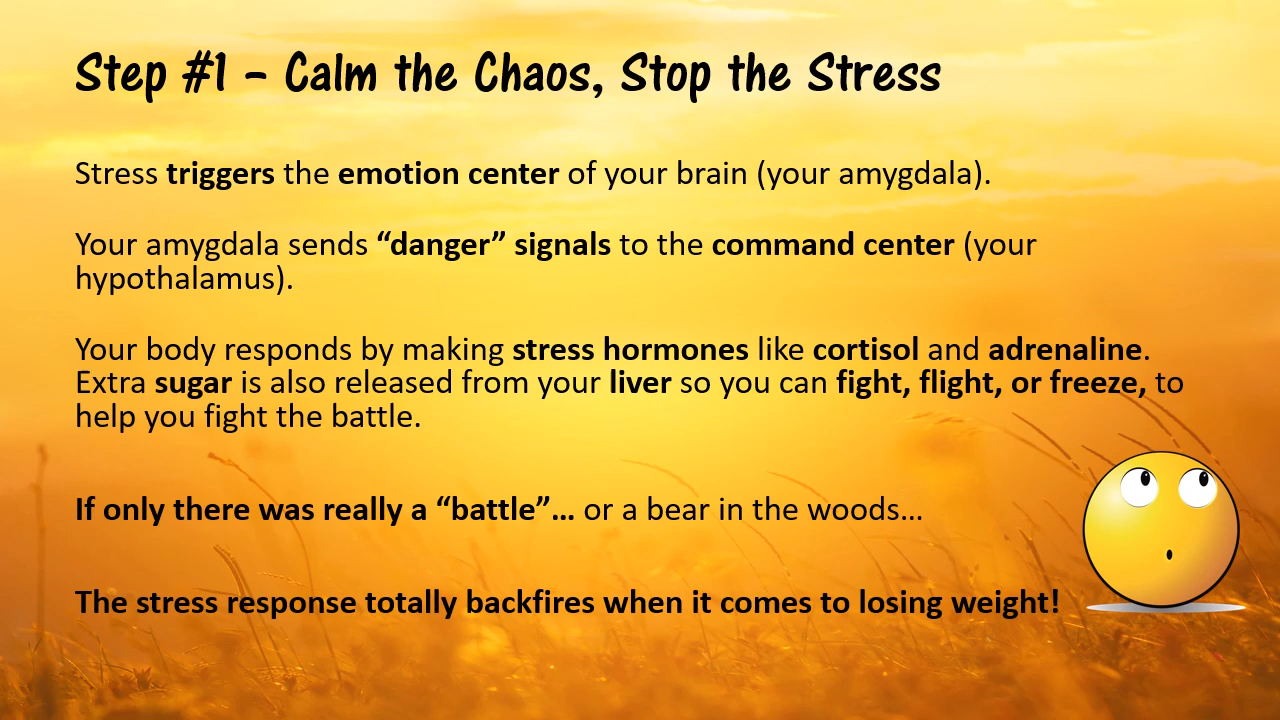 Step #1 – Calm the Chaos, Stop the Stress
Stress triggers the emotion center of your brain (your amygdala).
Your amygdala sends “danger” signals to the command center (your
hypothalamus).
Your body responds by making stress hormones like cortisol and adrenaline.
Extra sugar is also released from your liver so you can fight, flight, or freeze, to
help you fight the battle.
If only there was really a “battle”… or a bear in the woods…
The stress response totally backfires when it comes to losing weight!